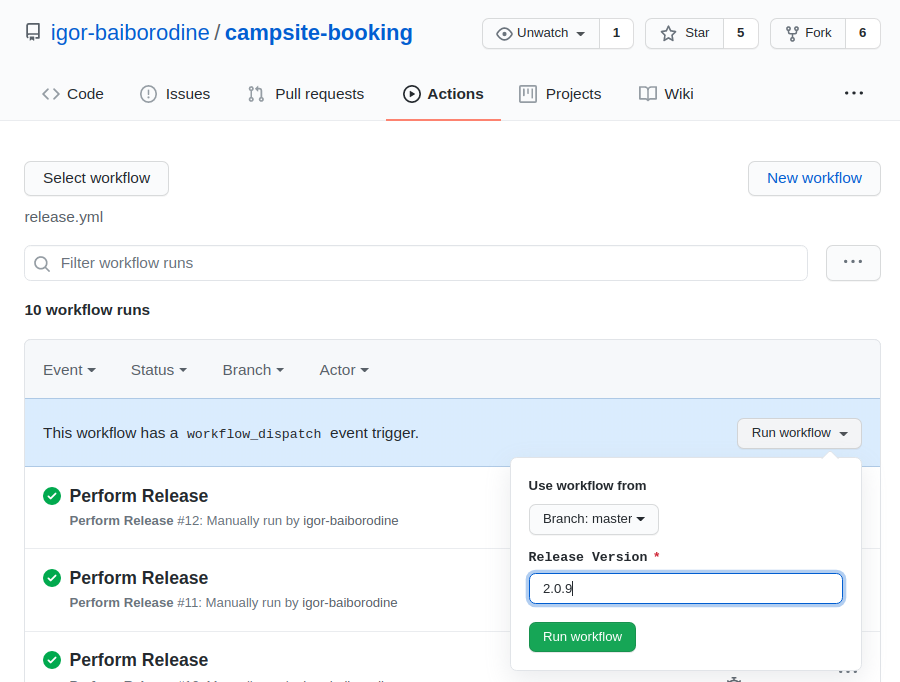 igor-baiborodine / campsite-booking
Unwatch 1
Star 5
Fork 6
Code Issues Pull requests Actions Projects Wiki
Select workflow
New workflow
release.yml
Filter workflow runs
10 workflow runs
Event Status Branch Actor
This workflow has a workflow_dispatch event trigger.
Run workflow
Perform Release
Perform Release #12: Manually run by igor-baiborodine
Perform Release
Perform Release #11: Manually run by igor-baiborodine
Perform Release
Use workflow from
Branch: master
Release Version *
2.0.9
Run workflow